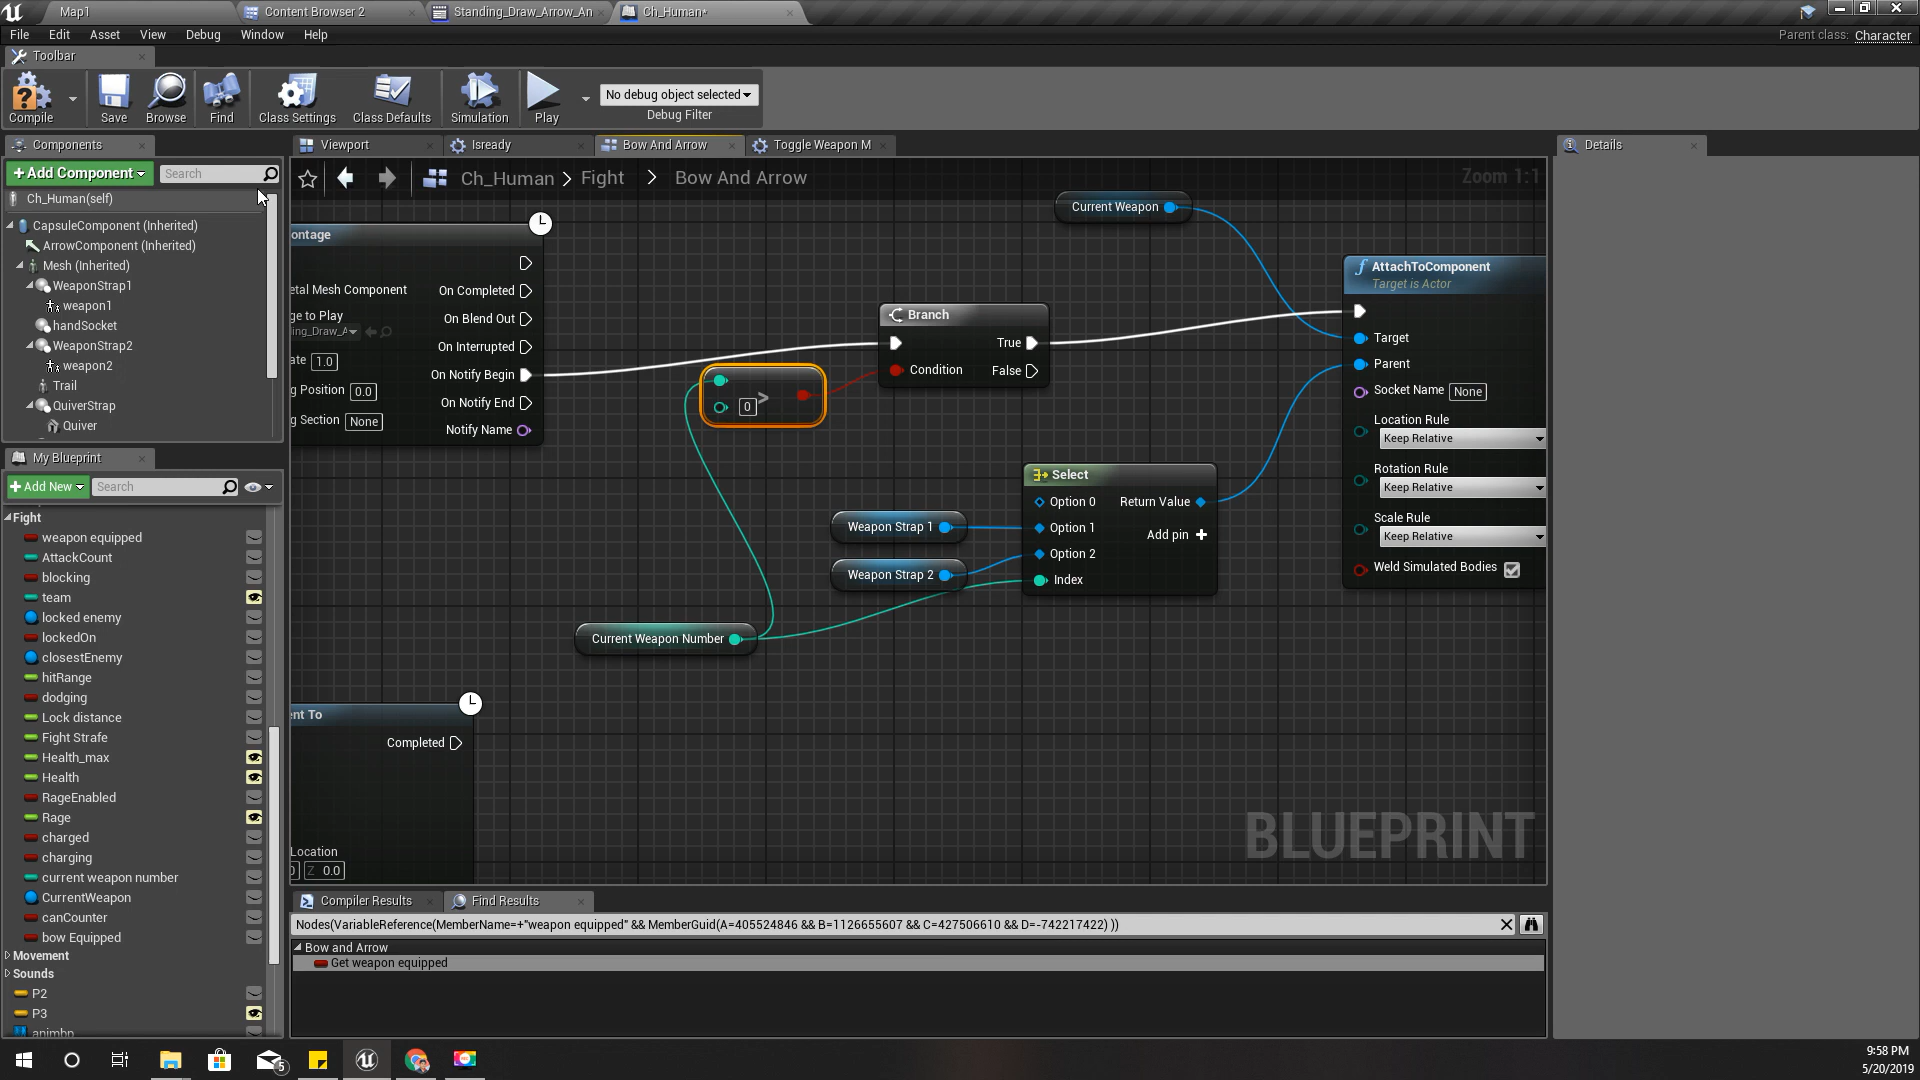 Map1
Content Browser 2
Standing_Draw_Arrow_An
Ch_Human*
File Edit Asset View Debug Window Help
Parent class: Character
Toolbar
Compile
Save
Browse
Find
Class Settings
Class Defaults
Simulation
Play
No debug object selected
Debug Filter
Components
+Add Component
Search
Ch_Human(self)
CapsuleComponent (Inherited)
ArrowComponent (Inherited)
Mesh (Inherited)
WeaponStrap1
weapon1
handSocket
WeaponStrap2
weapon2
Trail
QuiverStrap
Quiver
My Blueprint
+Add New
Search
Fight
weapon equipped
AttackCount
blocking
team
locked enemy
lockedOn
closestEnemy
hitRange
dodging
Lock distance
Fight Strafe
Health_max
Health
RageEnabled
Rage
charged
charging
current weapon number
CurrentWeapon
canCounter
bow Equipped
Movement
Sounds
P2
P3
animbp
Viewport
Isready
Bow And Arrow
Toggle Weapon M
Ch_Human > Fight > Bow And Arrow
Zoom 1:1
ontage
etal Mesh Component
ge to Play
ding_Draw_A
ate 1.0
g Position 0.0
g Section None
On Completed
On Blend Out
On Interrupted
On Notify Begin
On Notify End
Notify Name
0 >
Branch
True
Condition
False
Current Weapon
AttachToComponent
Target is Actor
Target
Parent
Socket Name None
Location Rule
Keep Relative
Rotation Rule
Keep Relative
Scale Rule
Keep Relative
Weld Simulated Bodies
Select
Option 0
Return Value
Option 1
Add pin +
Option 2
Index
Weapon Strap 1
Weapon Strap 2
Current Weapon Number
ent To
Completed
Location
0 Z 0.0
BLUEPRINT
Details
Compiler Results
Find Results
Nodes(VariableReference(MemberName=+"weapon equipped" && MemberGuid(A=405524846 && B=1126655607 && C=427506610 && D=-742217422) ))
Bow and Arrow
Get weapon equipped
5
9:58 PM
5/20/2019